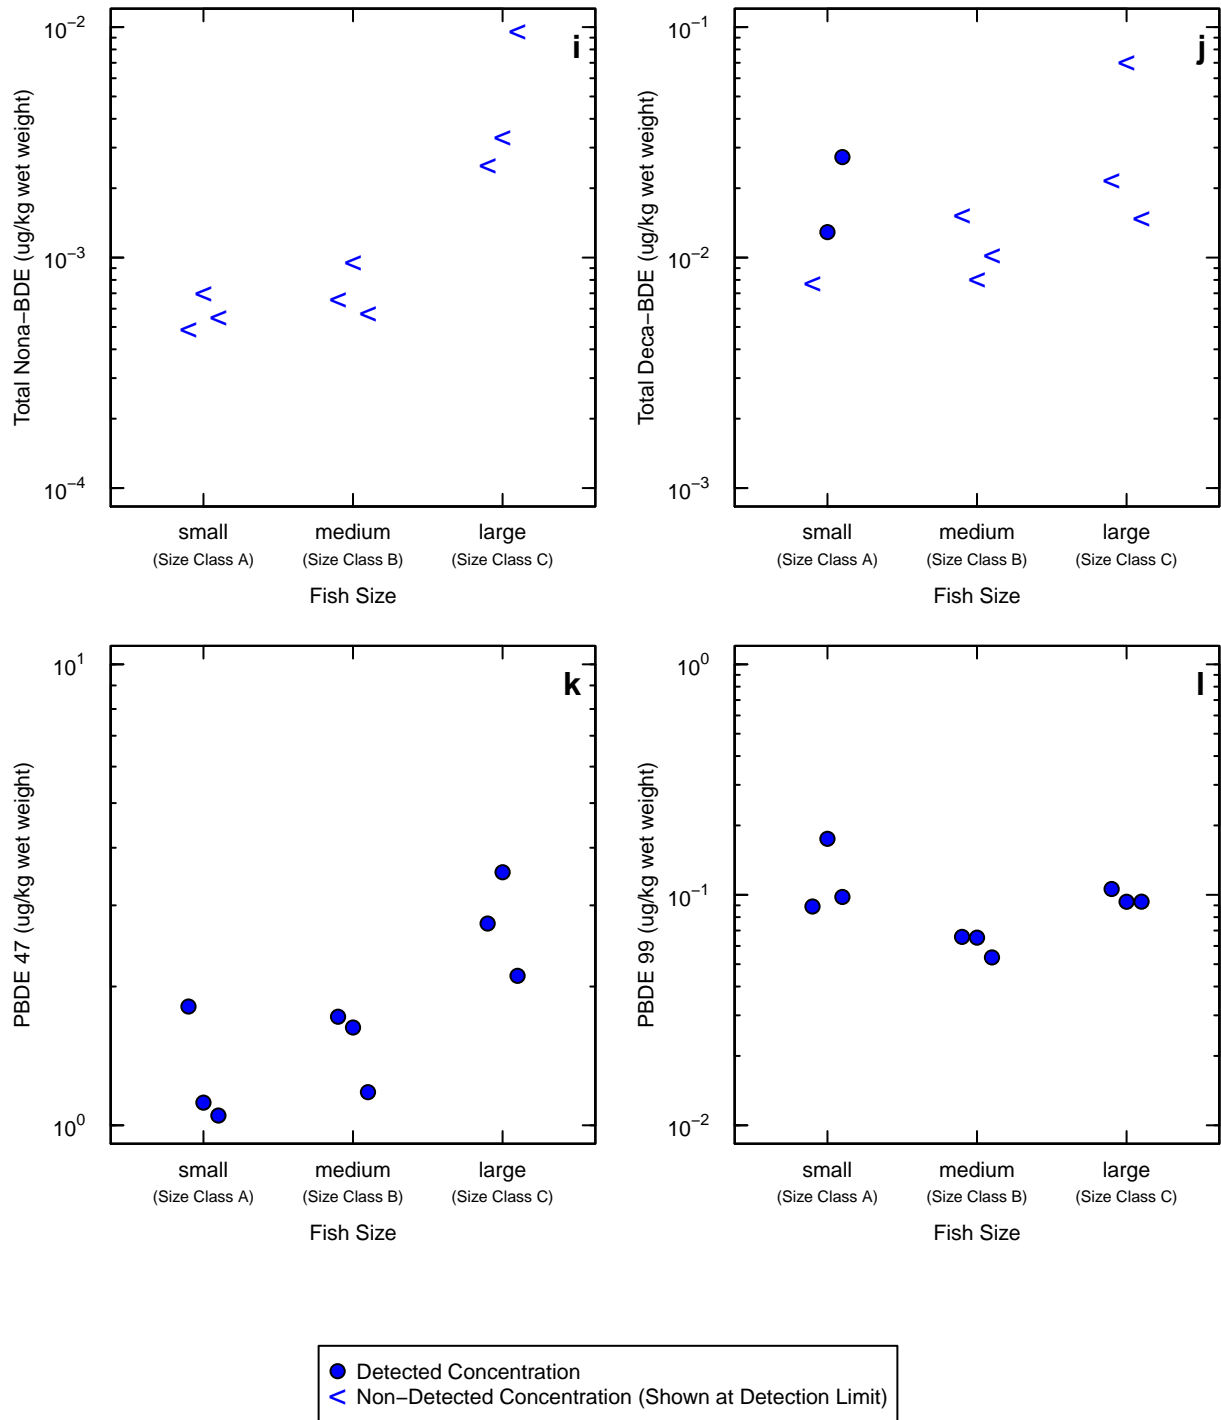 i
Total Nona−BDE (ug/kg wet weight)
10⁻²
10⁻³
10⁻⁴
small
medium
large
(Size Class A)
(Size Class B)
(Size Class C)
Fish Size
j
Total Deca−BDE (ug/kg wet weight)
10⁻¹
10⁻²
10⁻³
small
medium
large
(Size Class A)
(Size Class B)
(Size Class C)
Fish Size
k
PBDE 47 (ug/kg wet weight)
10¹
10⁰
small
medium
large
(Size Class A)
(Size Class B)
(Size Class C)
Fish Size
l
PBDE 99 (ug/kg wet weight)
10⁰
10⁻¹
10⁻²
small
medium
large
(Size Class A)
(Size Class B)
(Size Class C)
Fish Size
Detected Concentration
< Non−Detected Concentration (Shown at Detection Limit)